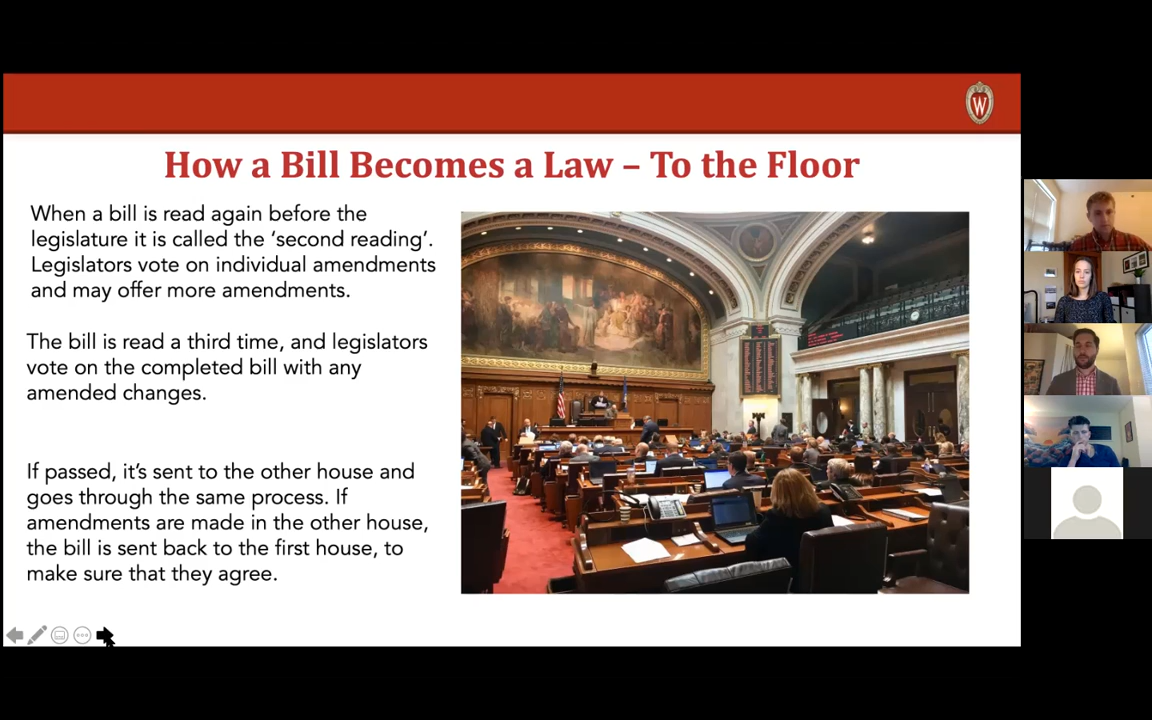 W
How a Bill Becomes a Law – To the Floor
When a bill is read again before the
legislature it is called the ‘second reading’.
Legislators vote on individual amendments
and may offer more amendments.
The bill is read a third time, and legislators
vote on the completed bill with any
amended changes.
If passed, it’s sent to the other house and
goes through the same process. If
amendments are made in the other house,
the bill is sent back to the first house, to
make sure that they agree.